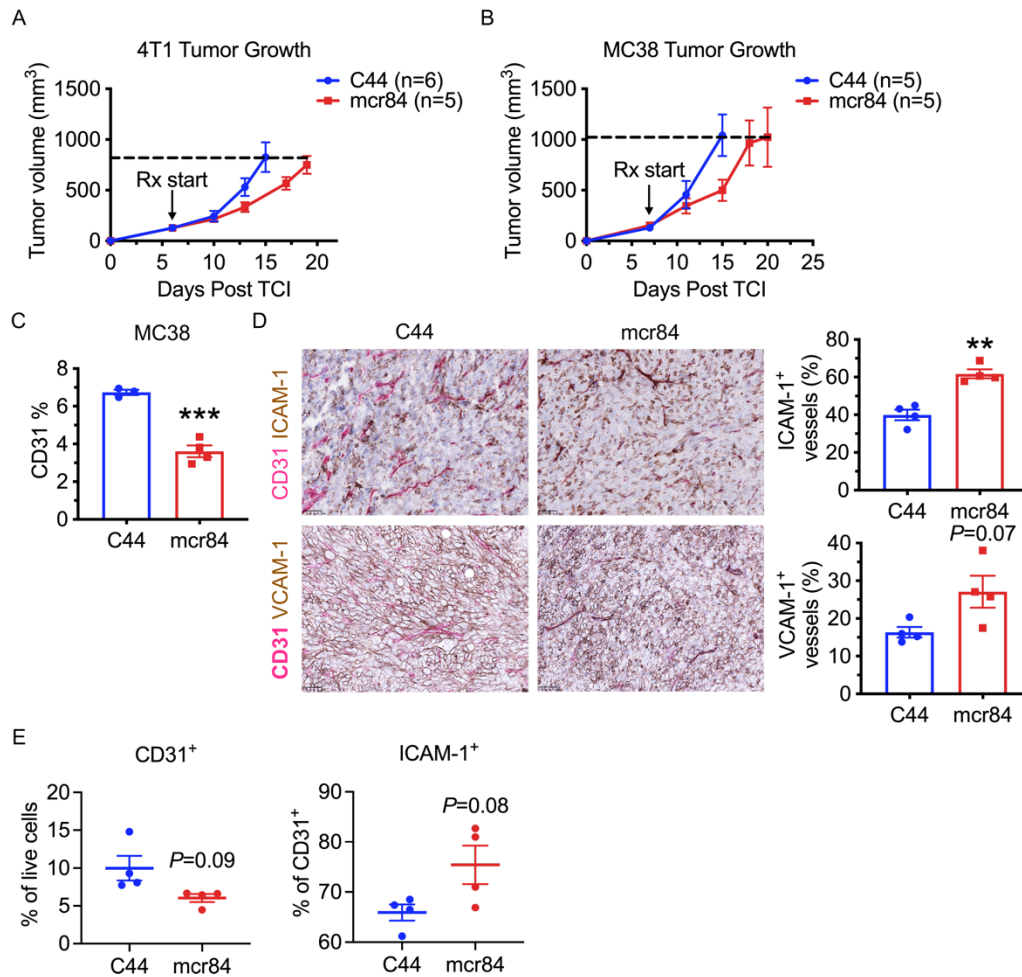 A
4T1 Tumor Growth
C44 (n=6)
mcr84 (n=5)
Tumor volume (mm³)
1500
1000
500
0
Rx start
0
5
10
15
20
Days Post TCI
B
MC38 Tumor Growth
C44 (n=5)
mcr84 (n=5)
Tumor volume (mm³)
1500
1000
500
0
Rx start
0
5
10
15
20
25
Days Post TCI
C
MC38
CD31 %
8
6
4
2
0
***
C44
mcr84
D
C44
mcr84
CD31 ICAM-1
CD31 VCAM-1
ICAM-1⁺
vessels (%)
80
60
40
20
0
**
C44
mcr84
P=0.07
VCAM-1⁺
vessels (%)
40
30
20
10
0
C44
mcr84
E
CD31⁺
% of live cells
20
15
10
5
0
P=0.09
C44
mcr84
ICAM-1⁺
% of CD31⁺
90
80
70
60
P=0.08
C44
mcr84